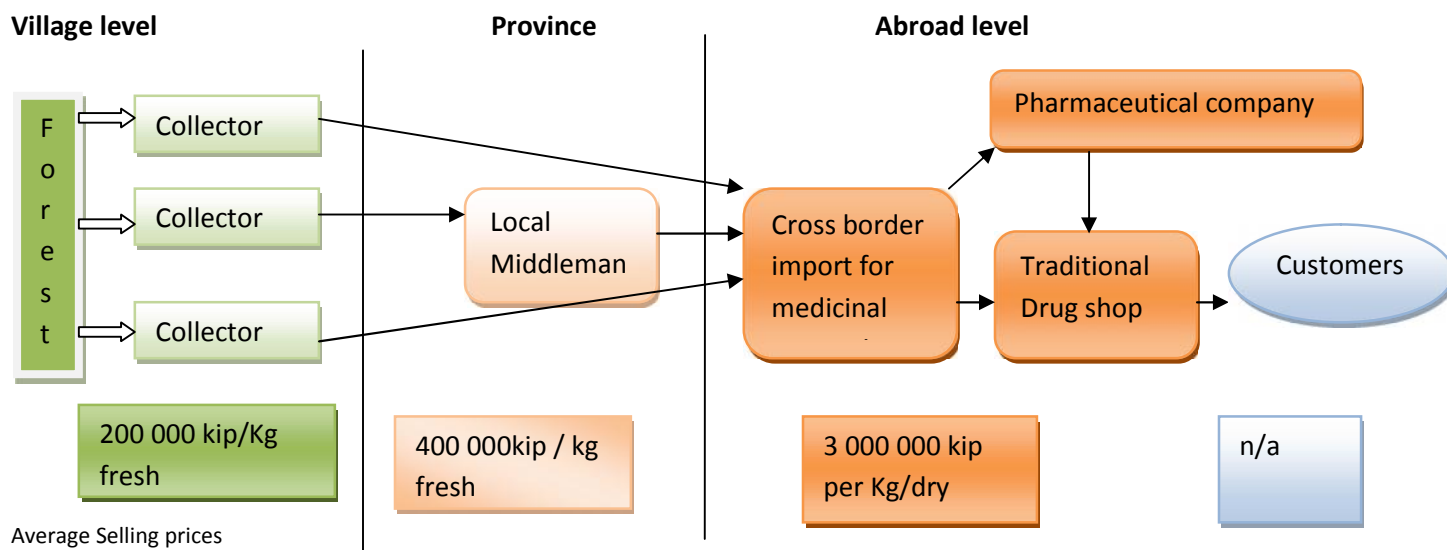 Village level
Province
Abroad level
F
o
r
e
s
t
Collector
Collector
Collector
Local
Middleman
Cross border
import for
medicinal
Pharmaceutical company
Traditional
Drug shop
Customers
200 000 kip/Kg
fresh
400 000kip / kg
fresh
3 000 000 kip
per Kg/dry
n/a
Average Selling prices